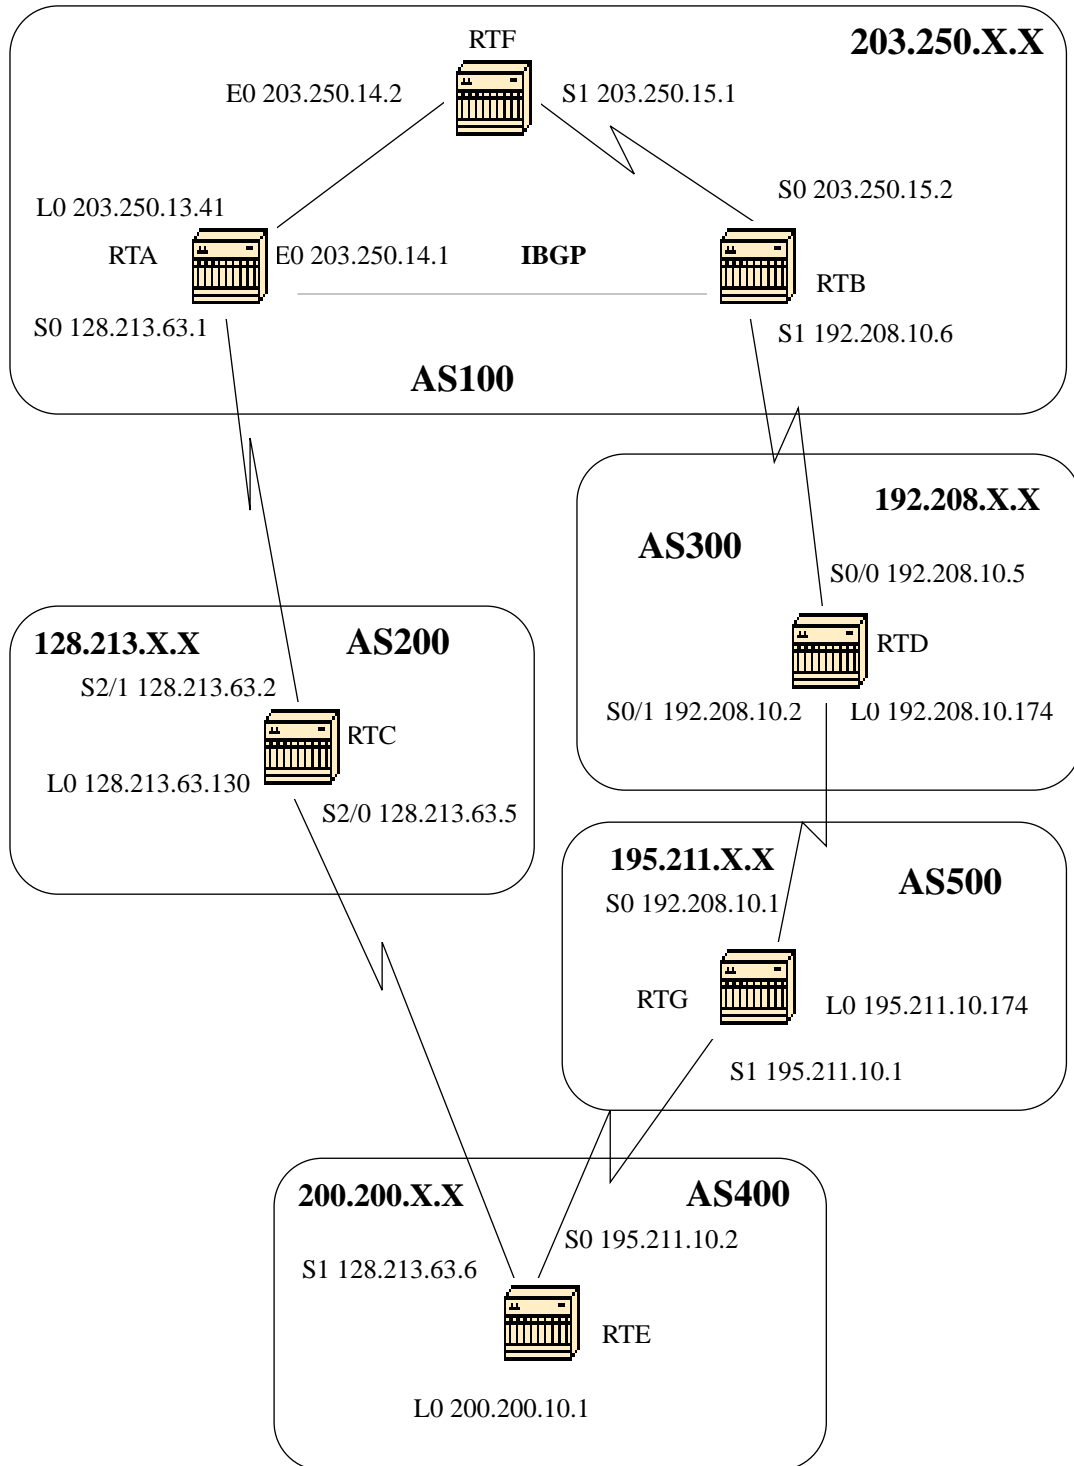 RTF
203.250.X.X
E0 203.250.14.2
S1 203.250.15.1
S0 203.250.15.2
L0 203.250.13.41
RTA
E0 203.250.14.1
IBGP
RTB
S0 128.213.63.1
S1 192.208.10.6
AS100
192.208.X.X
AS300
S0/0 192.208.10.5
128.213.X.X
AS200
RTD
S2/1 128.213.63.2
S0/1 192.208.10.2
L0 192.208.10.174
RTC
L0 128.213.63.130
S2/0 128.213.63.5
195.211.X.X
AS500
S0 192.208.10.1
RTG
L0 195.211.10.174
S1 195.211.10.1
200.200.X.X
AS400
S0 195.211.10.2
S1 128.213.63.6
RTE
L0 200.200.10.1